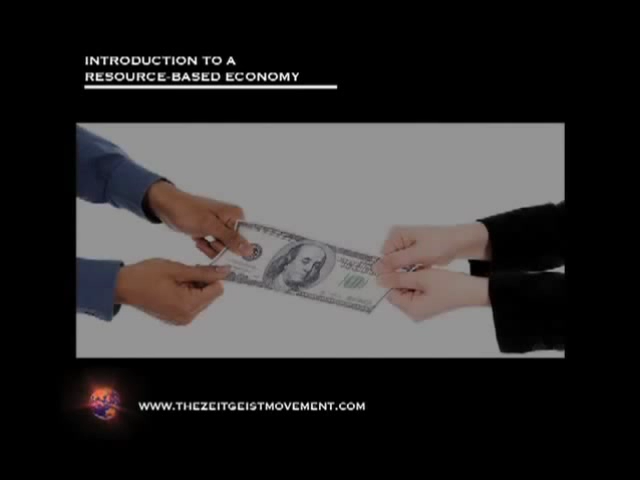 INTRODUCTION TO A
RESOURCE-BASED ECONOMY
WWW.THEZEITGEISTMOVEMENT.COM